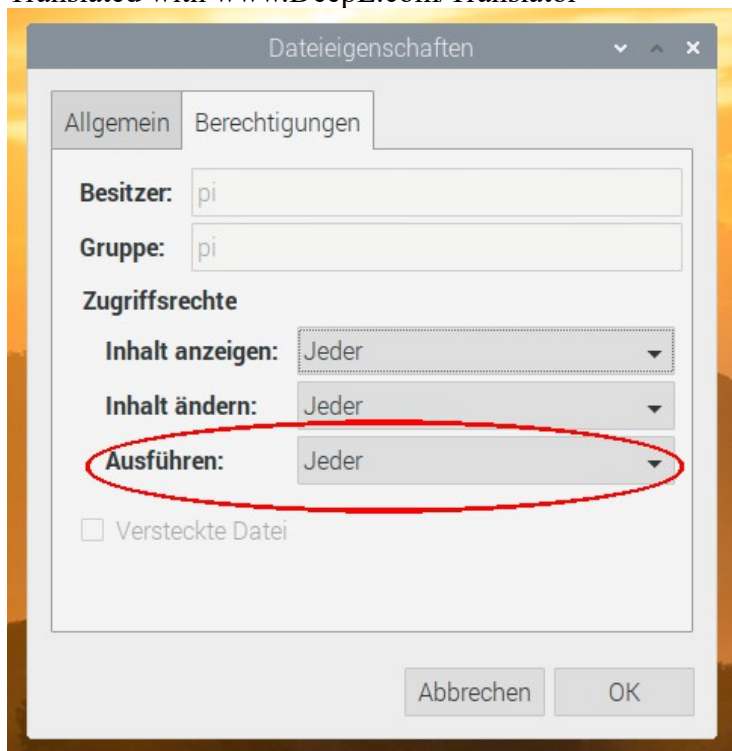 Translated with www.DeepL.com/Translator
Dateieigenschaften
Allgemein Berechtigungen
Besitzer: pi
Gruppe: pi
Zugriffsrechte
Inhalt anzeigen: Jeder
Inhalt ändern: Jeder
Ausführen: Jeder
Versteckte Datei
Abbrechen OK